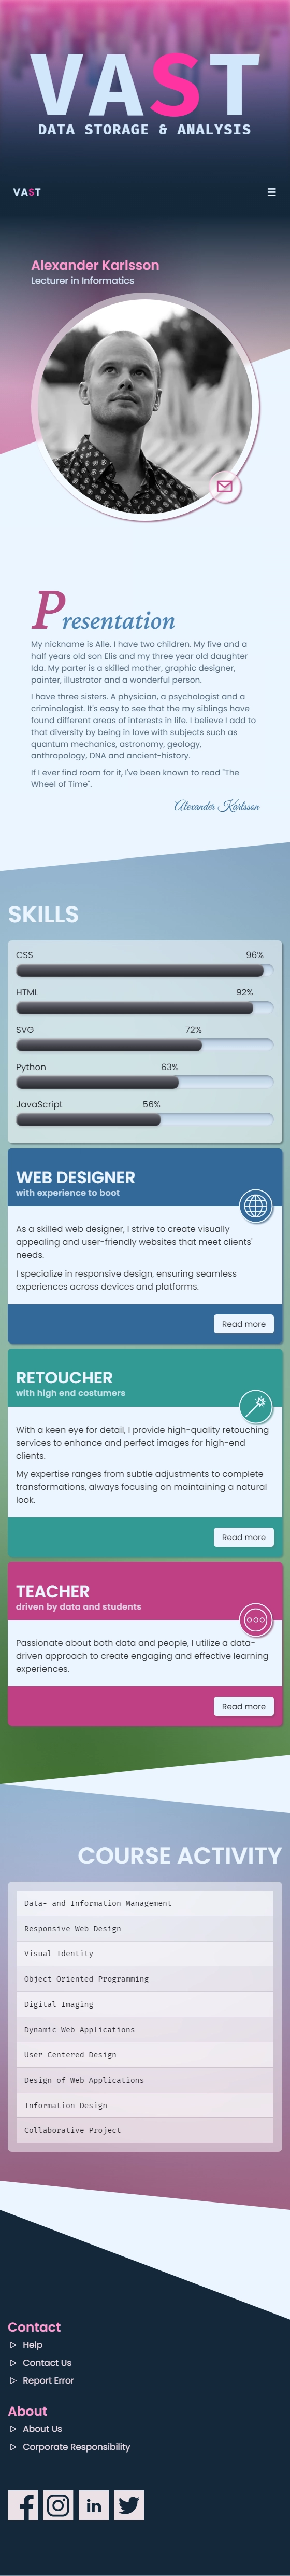 VAST
DATA STORAGE & ANALYSIS
VAST
Alexander Karlsson
Lecturer in Informatics
Presentation
My nickname is Alle. I have two children. My five and a
half years old son Elis and my three year old daughter
Ida. My parter is a skilled mother, graphic designer,
painter, illustrator and a wonderful person.
I have three sisters. A physician, a psychologist and a
criminologist. It's easy to see that the my siblings have
found different areas of interests in life. I believe I add to
that diversity by being in love with subjects such as
quantum mechanics, astronomy, geology,
anthropology, DNA and ancient-history.
If I ever find room for it, I've been known to read "The
Wheel of Time".
Alexander Karlsson
SKILLS
CSS 96%
HTML 92%
SVG 72%
Python 63%
JavaScript 56%
WEB DESIGNER
with experience to boot
As a skilled web designer, I strive to create visually
appealing and user-friendly websites that meet clients'
needs.
I specialize in responsive design, ensuring seamless
experiences across devices and platforms.
Read more
RETOUCHER
with high end costumers
With a keen eye for detail, I provide high-quality retouching
services to enhance and perfect images for high-end
clients.
My expertise ranges from subtle adjustments to complete
transformations, always focusing on maintaining a natural
look.
Read more
TEACHER
driven by data and students
Passionate about both data and people, I utilize a data-
driven approach to create engaging and effective learning
experiences.
Read more
COURSE ACTIVITY
Data- and Information Management
Responsive Web Design
Visual Identity
Object Oriented Programming
Digital Imaging
Dynamic Web Applications
User Centered Design
Design of Web Applications
Information Design
Collaborative Project
Contact
Help
Contact Us
Report Error
About
About Us
Corporate Responsibility